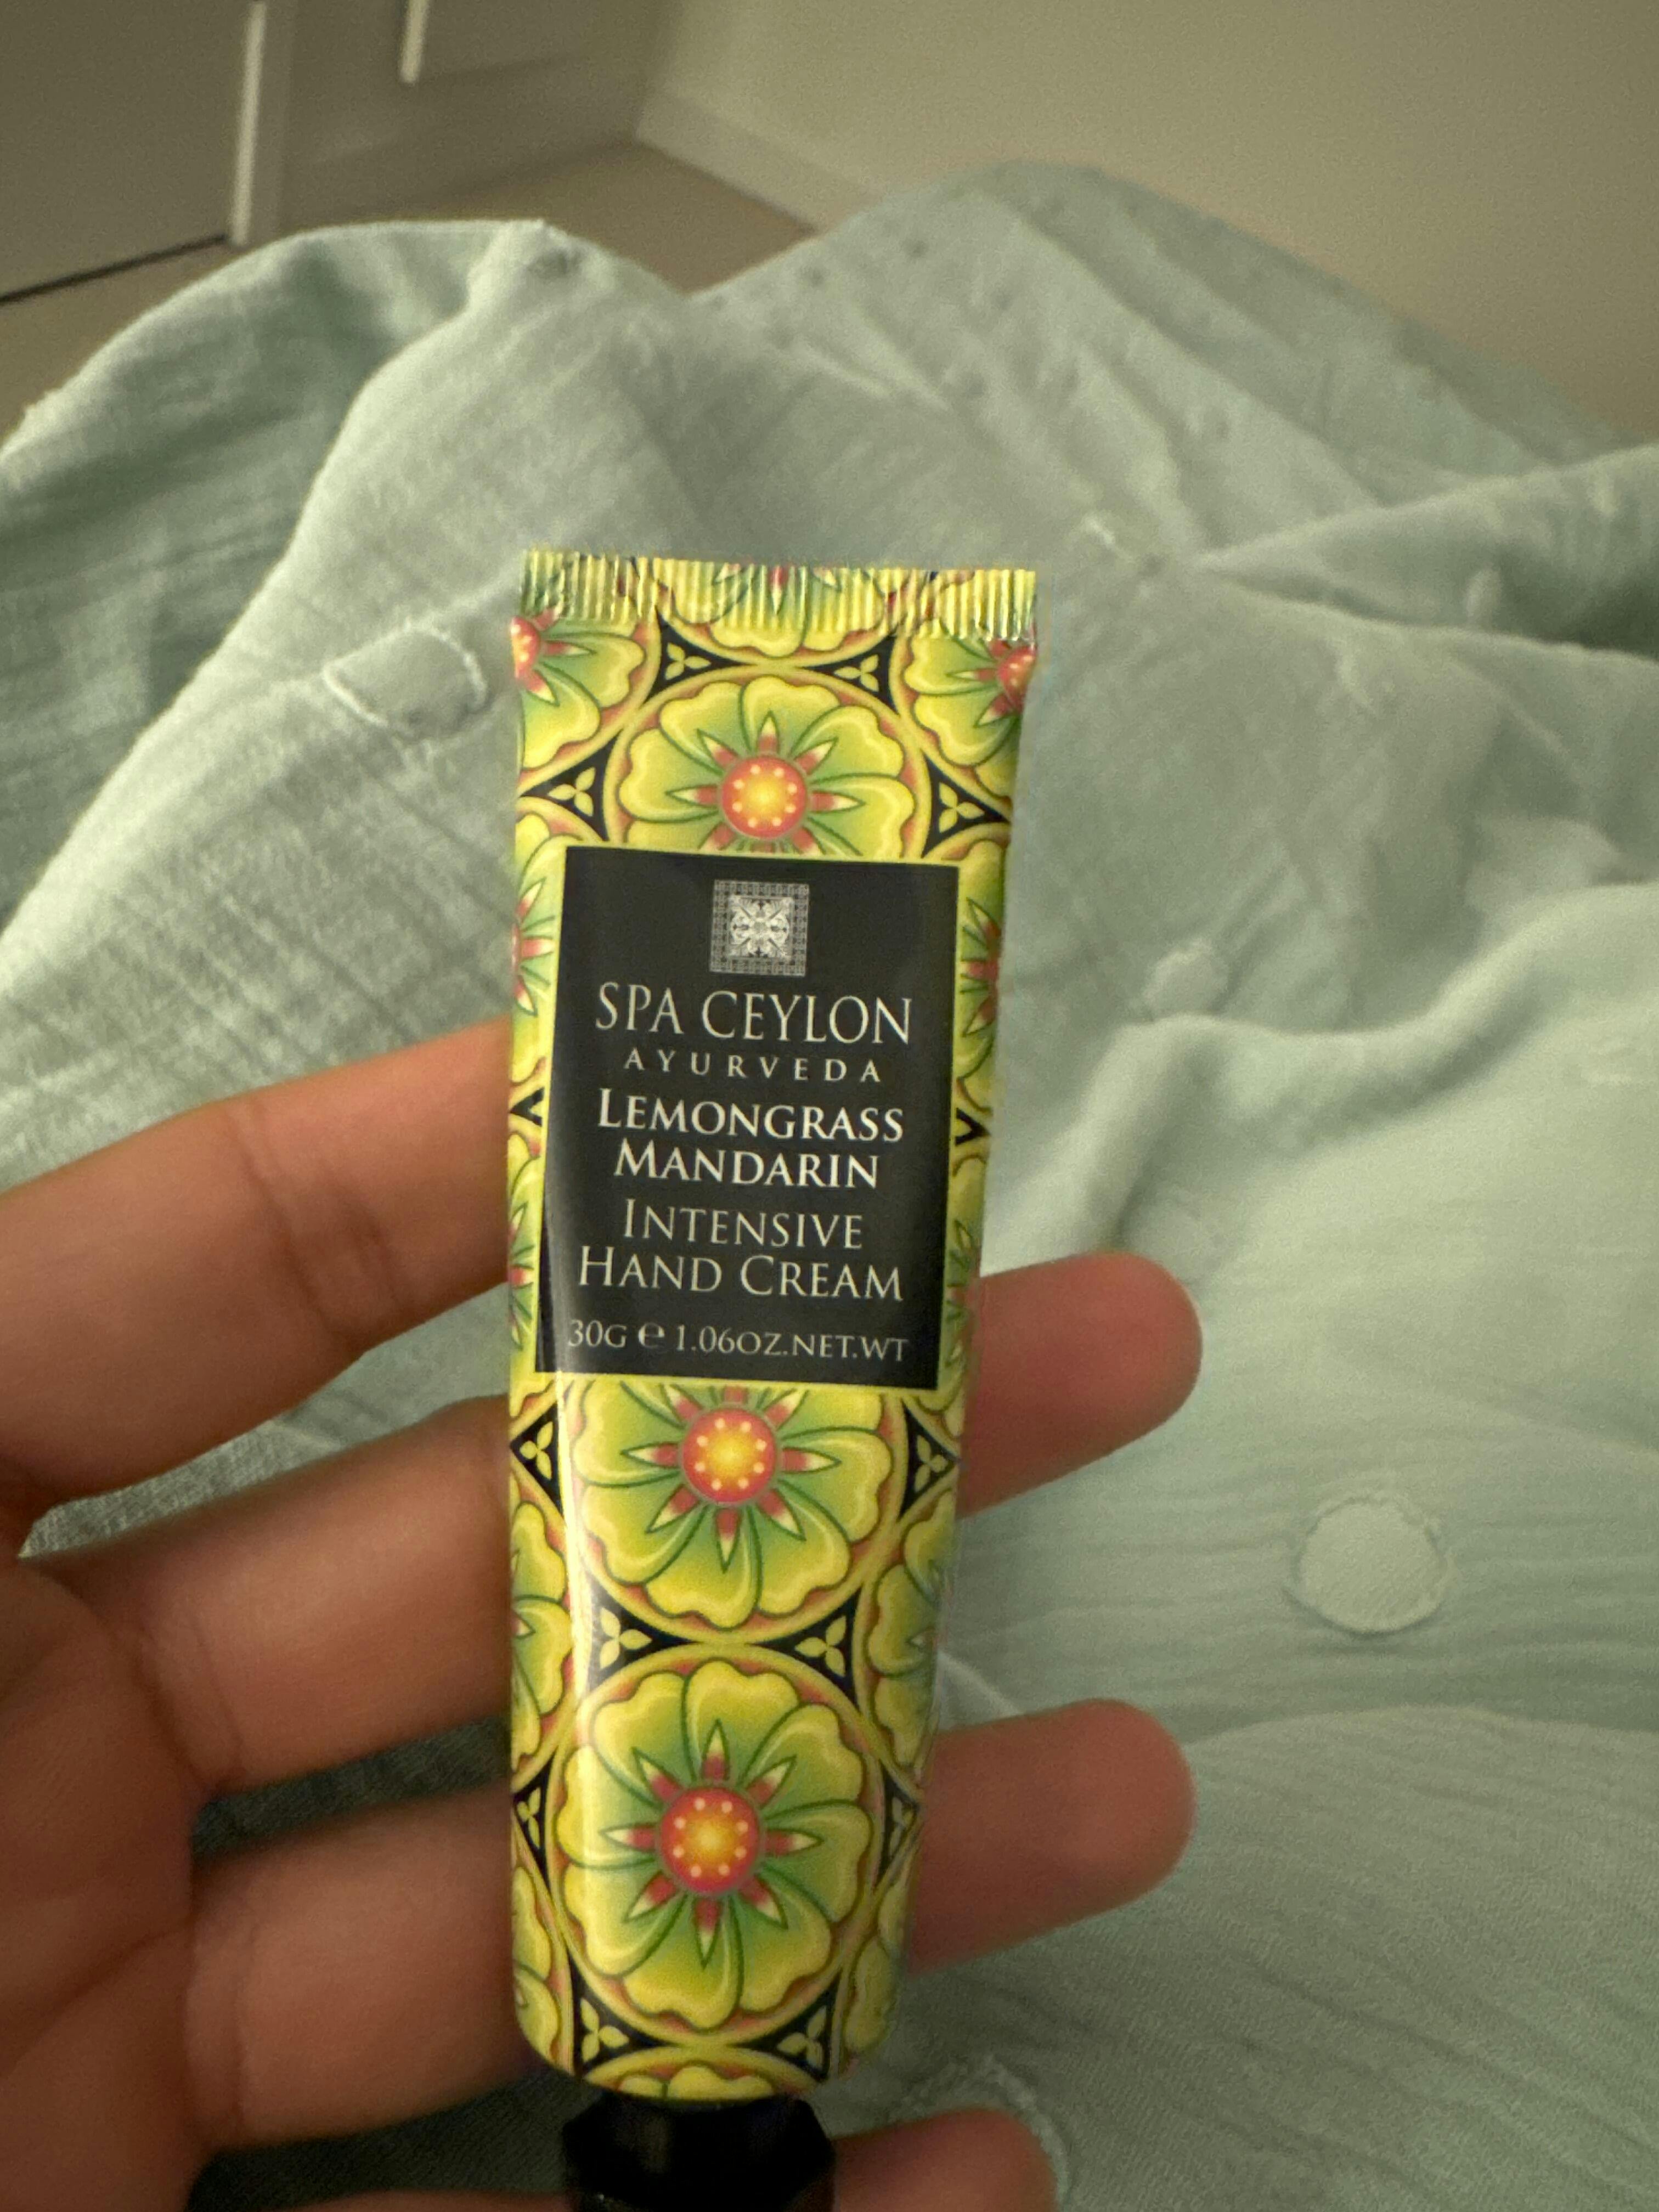 SPA CEYLON
AYURVEDA
LEMONGRASS
MANDARIN
INTENSIVE
HAND CREAM
30G ℮ 1.06OZ.NET.WT